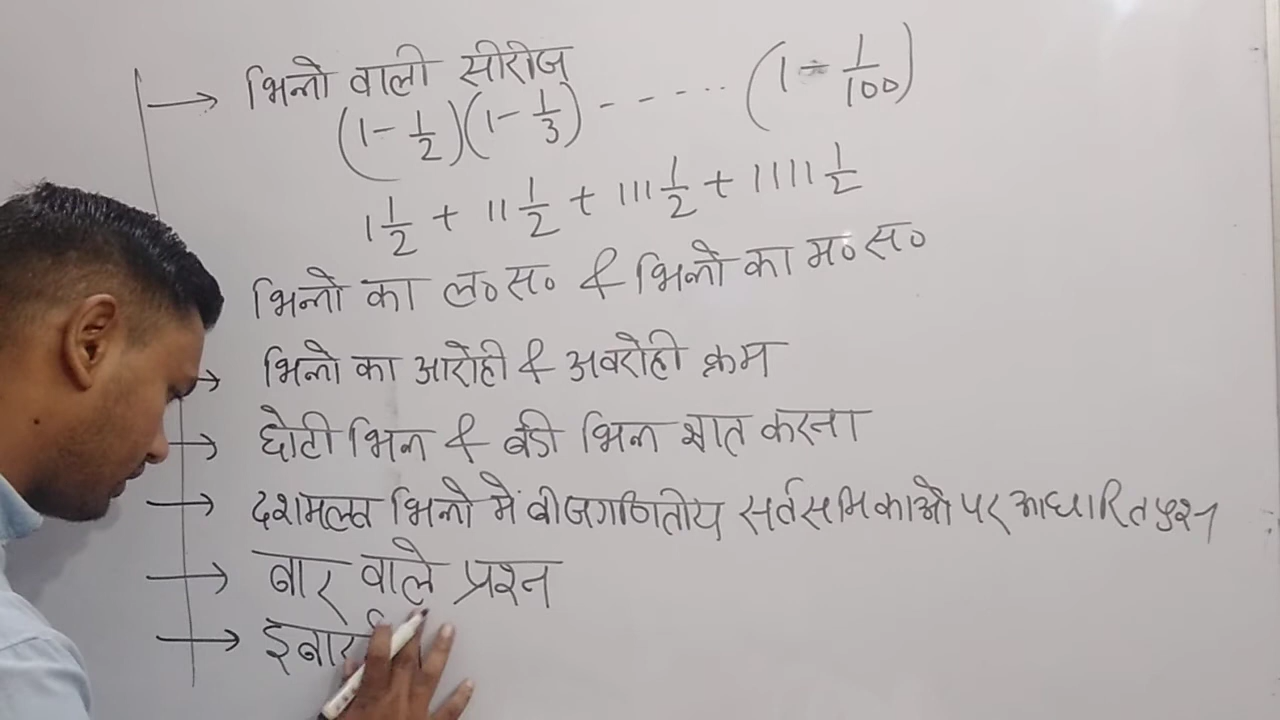 → भिन्नो वाली सीरीज
(1 - 1/2)(1 - 1/3) ------ (1 - 1/100)
1 1/2 + 11 1/2 + 111 1/2 + 1111 1/2
भिन्नो का ल०स० & भिन्नो का म०स०
→ भिन्नो का आरोही & अवरोही क्रम
→ छोटी भिन्न & बडी भिन्न ज्ञात करना
→ दशमलव भिन्नो में बीजगणितीय सर्वसमिकाओ पर आधारित प्रश्न
→ बार वाले प्रश्न
→